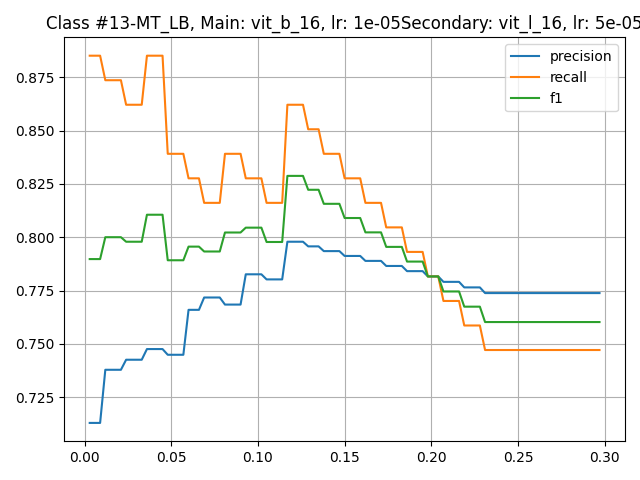 Class #13-MT_LB, Main: vit_b_16, lr: 1e-05Secondary: vit_l_16, lr: 5e-05
precision
recall
f1
0.875
0.850
0.825
0.800
0.775
0.750
0.725
0.00 0.05 0.10 0.15 0.20 0.25 0.30